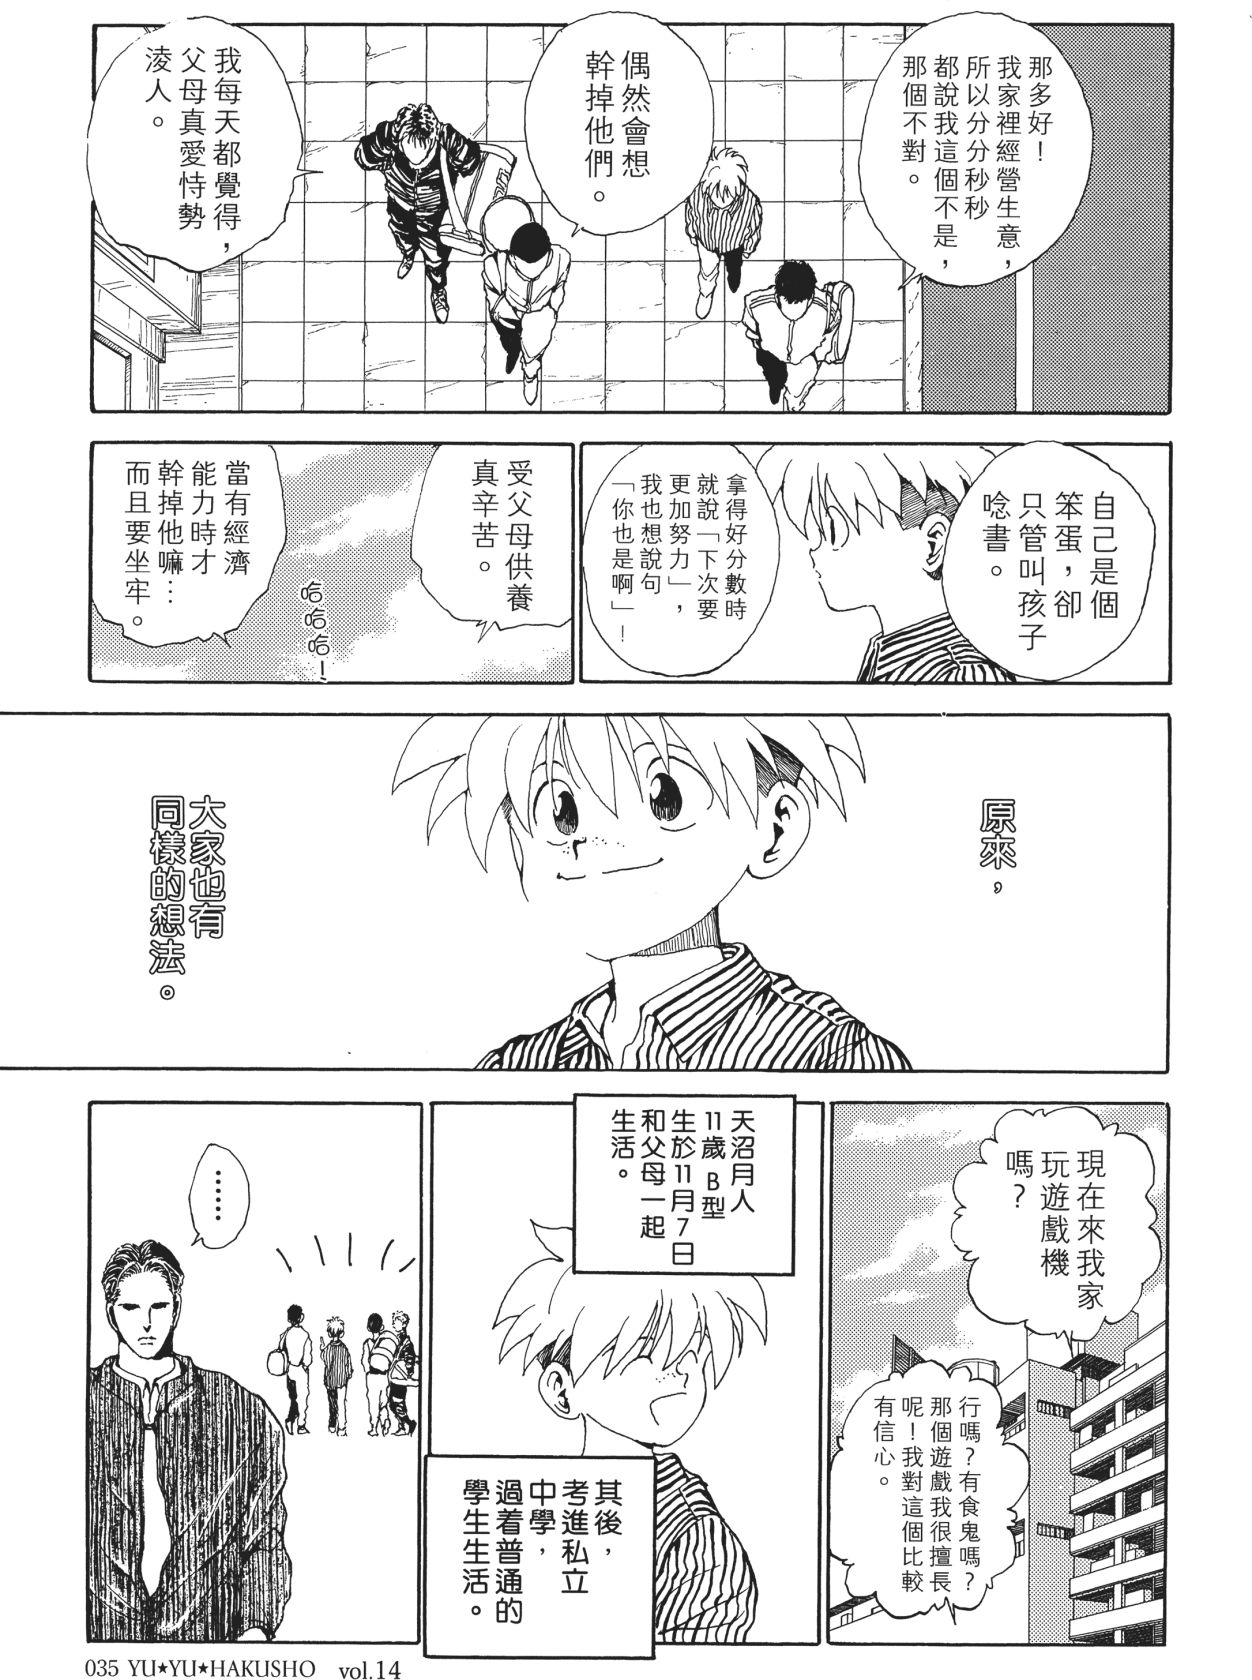 那多好！
我家裡經營生意，
所以分分秒秒
都說我這個不是，
那個不對。
偶然會想
幹掉他們。
我每天都覺得，
父母真愛恃勢
淩人。
自己是個
笨蛋，卻
只管叫孩子
唸書。
拿得好分數時
就說「下次要
更加努力」，
我也想說句
「你也是啊」！
受父母供養
真辛苦。
哈哈哈！
當有經濟
能力時才
幹掉他嘛…
而且要坐牢。
原來，
大家也有
同樣的想法。
現在來我家
玩遊戲機
嗎？
行嗎？有食鬼嗎？
那個遊戲我很擅長
呢！我對這個比較
有信心。
天沼月人
11歲 B型
生於11月7日
和父母一起
生活。
其後，
考進私立
中學，
過着普通的
學生生活。
……
035 YU★YU★HAKUSHO vol.14